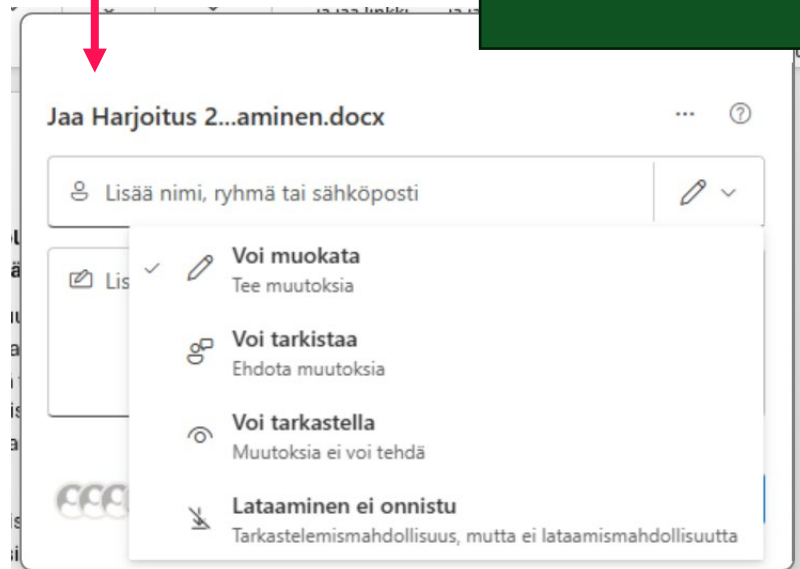 Jaa Harjoitus 2...aminen.docx
Lisää nimi, ryhmä tai sähköposti
Lis
Voi muokata
Tee muutoksia
Voi tarkistaa
Ehdota muutoksia
Voi tarkastella
Muutoksia ei voi tehdä
Lataaminen ei onnistu
Tarkastelemismahdollisuus, mutta ei lataamismahdollisuutta